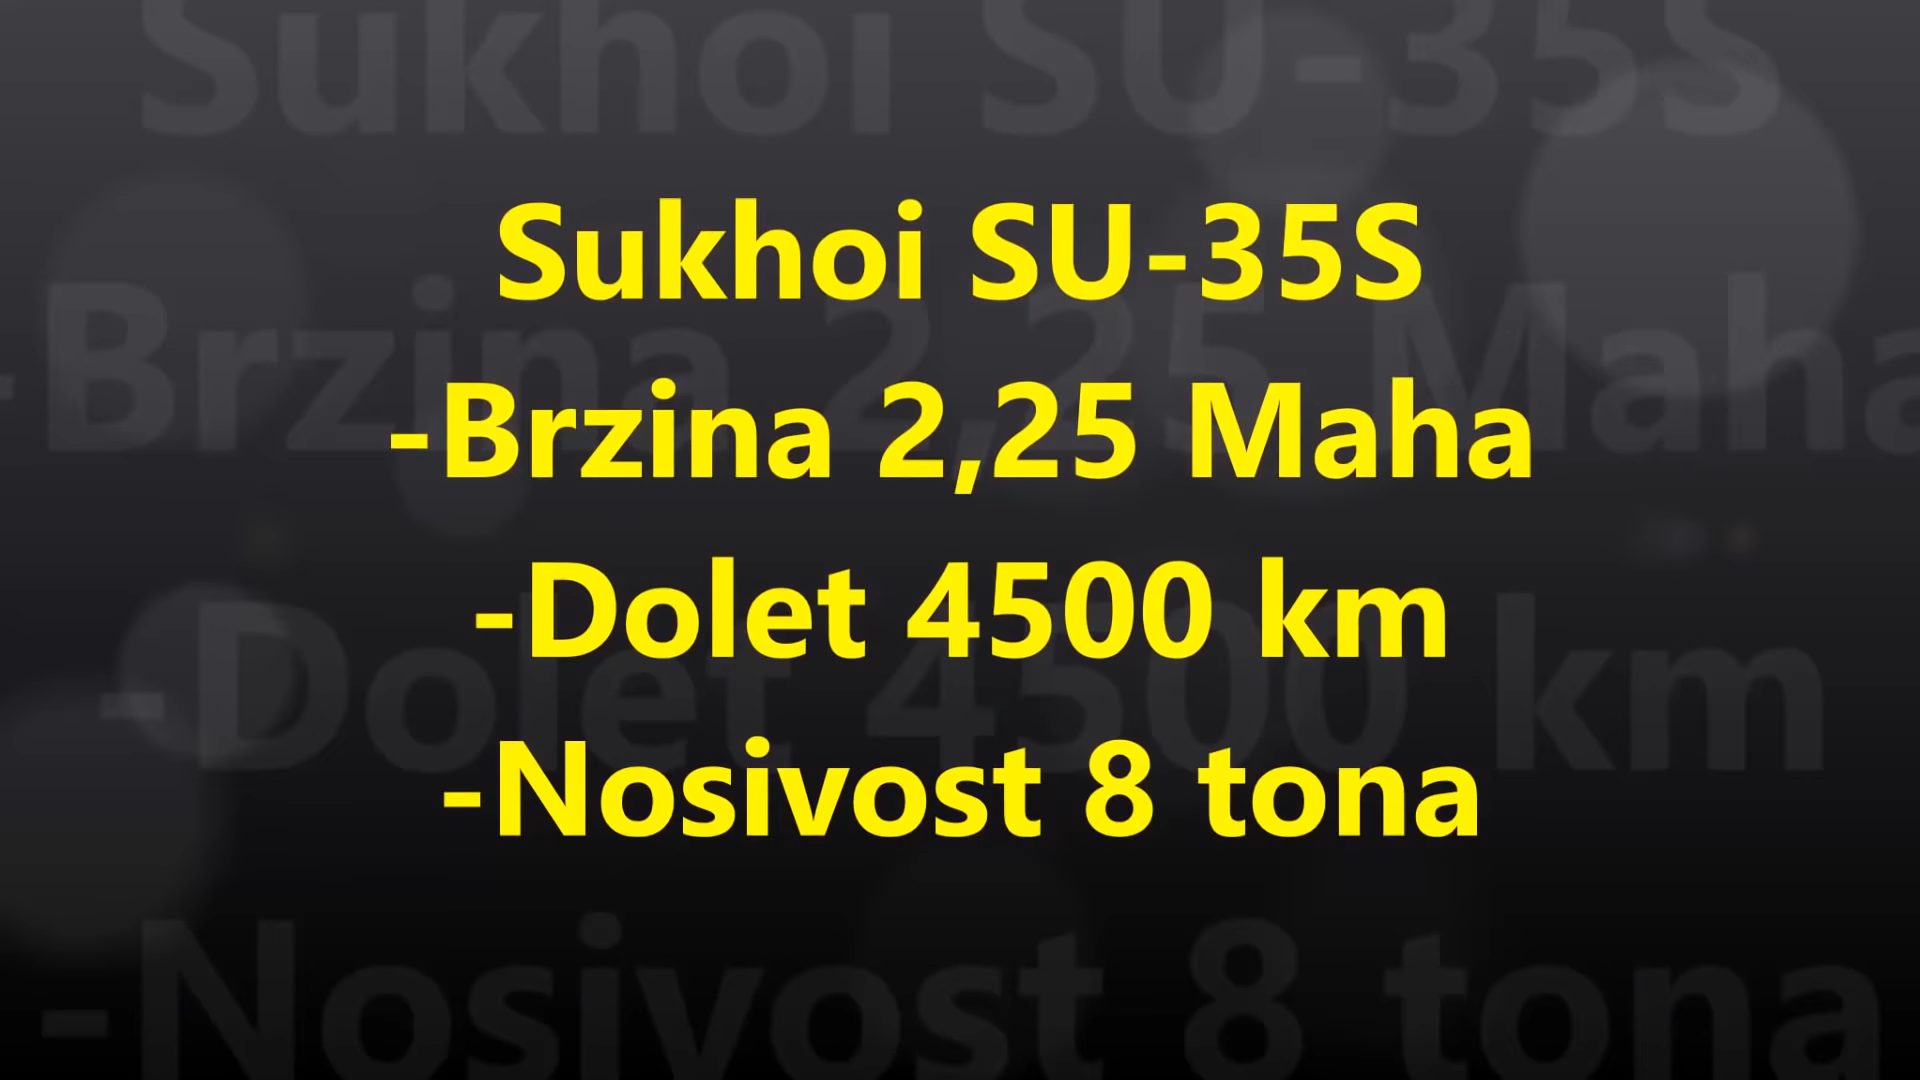 Sukhoi SU-35S
-Brzina 2,25 Maha
-Dolet 4500 km
-Nosivost 8 tona